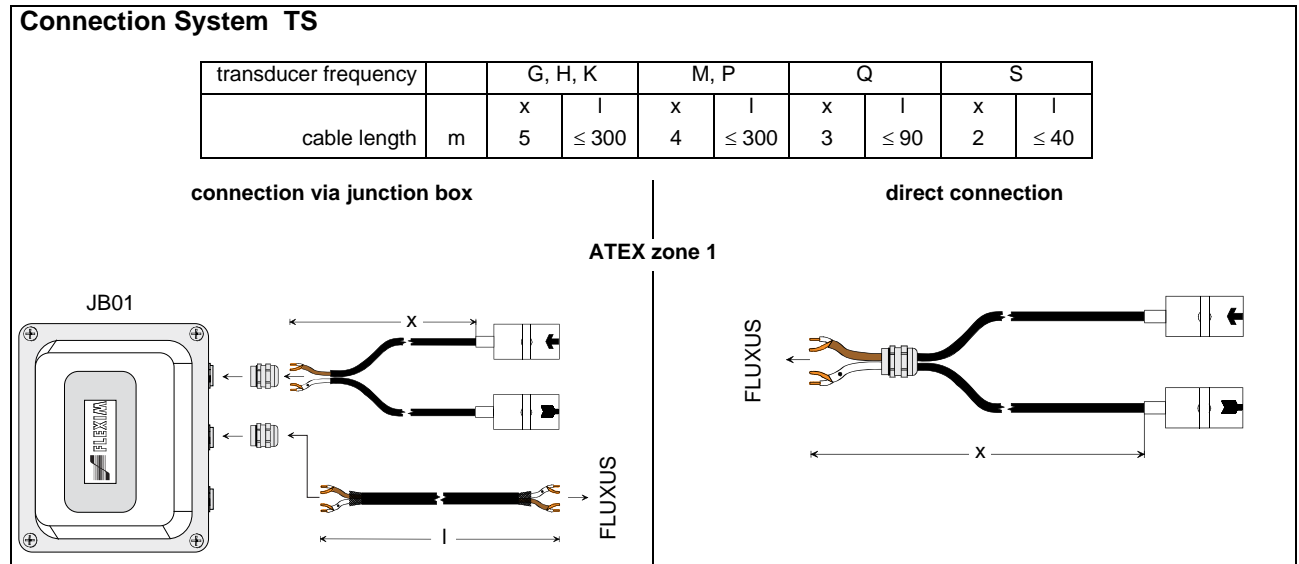 Connection System TS
transducer frequency G, H, K M, P Q S
x l x l x l x l
cable length m 5 ≤ 300 4 ≤ 300 3 ≤ 90 2 ≤ 40
connection via junction box
direct connection
ATEX zone 1
JB01
FLEXIM
x
l
FLUXUS
FLUXUS
x